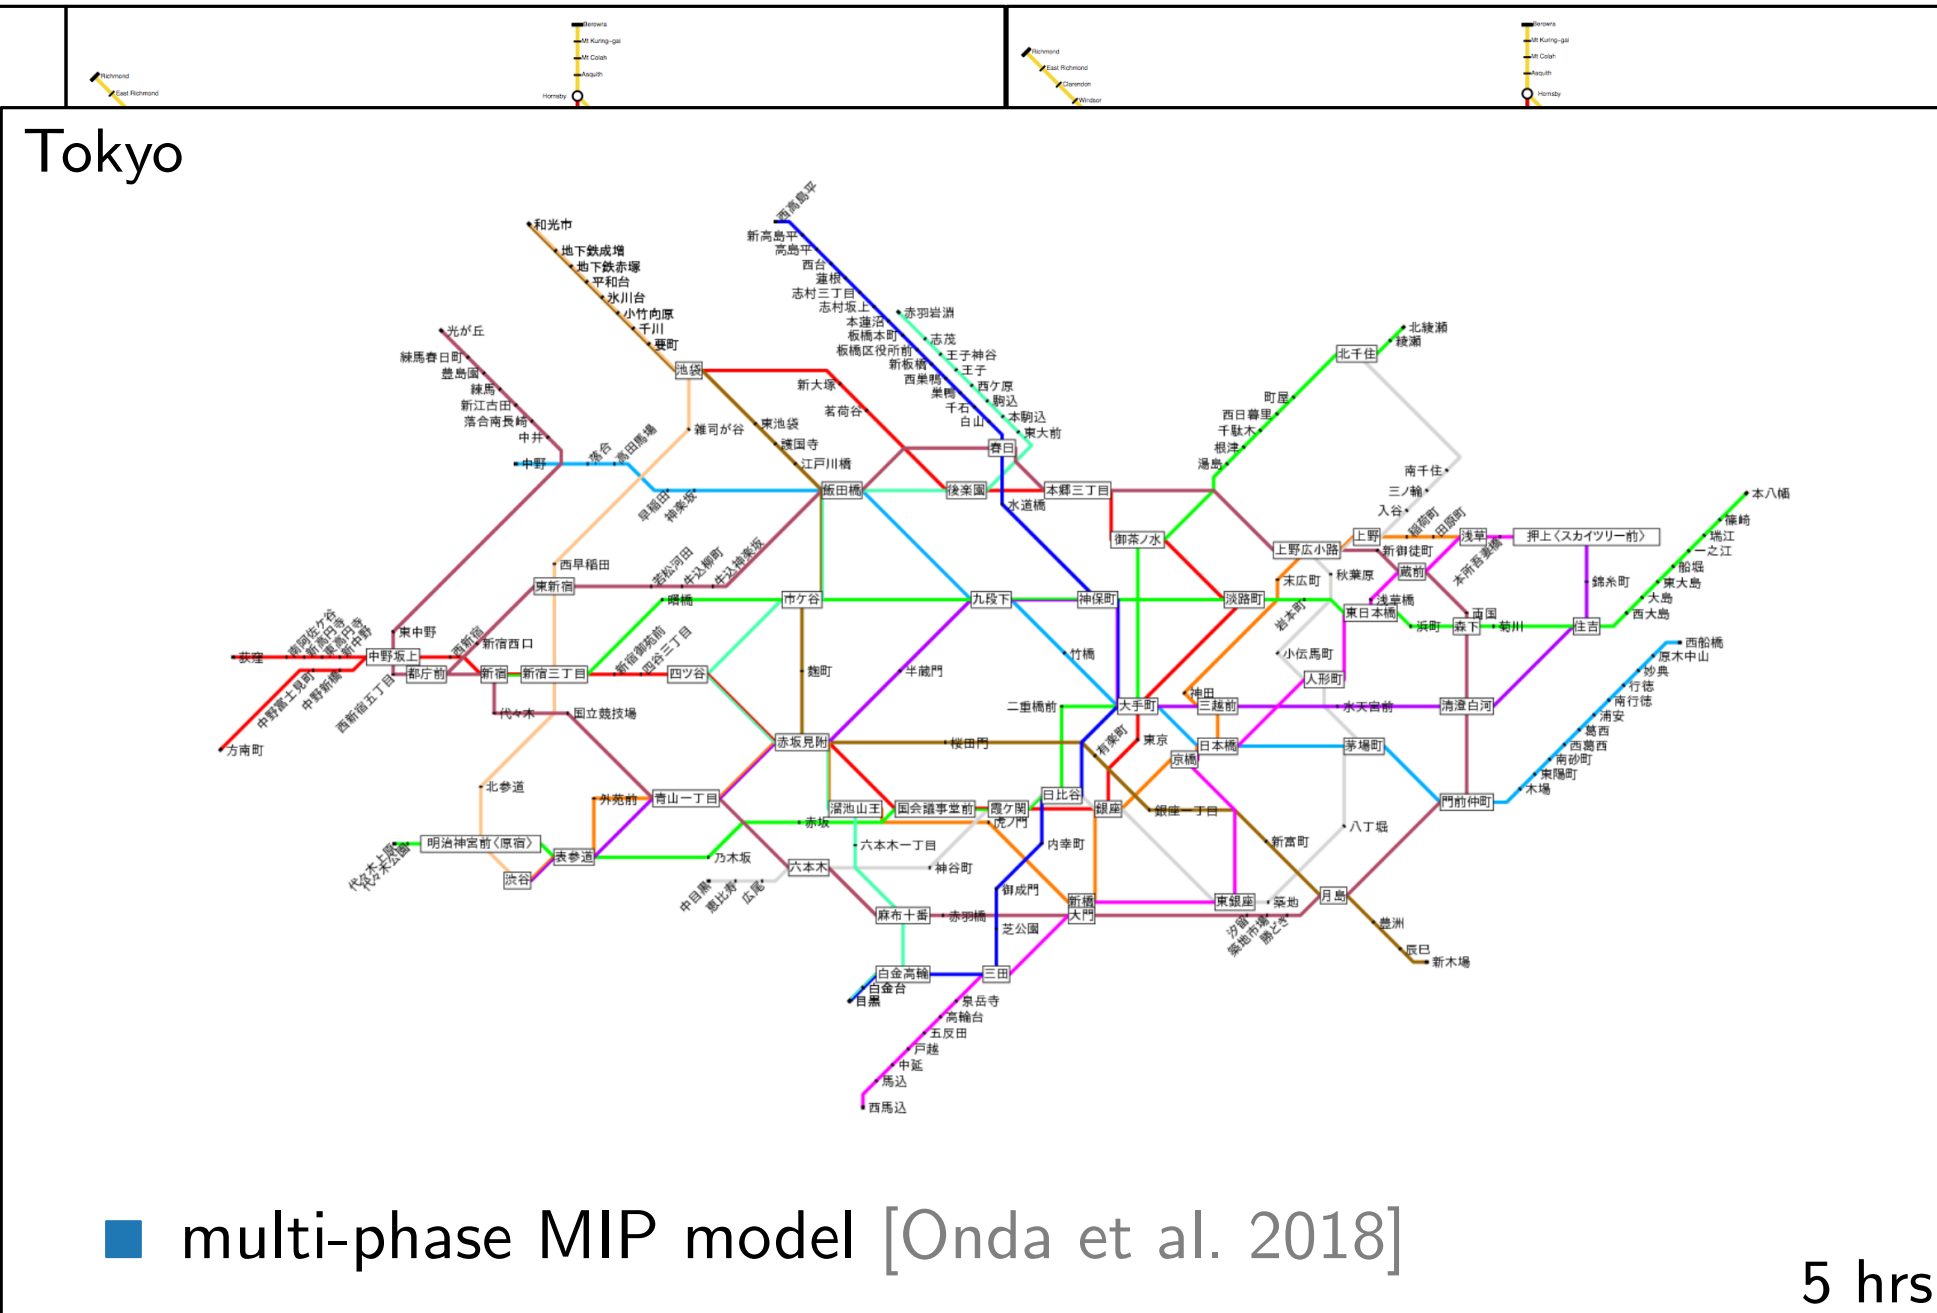 Berowra
Berowra
Mt Kuring-gai
Mt Kuring-gai
Richmond
Mt Colah
Mt Colah
Richmond
East Richmond
Asquith
Asquith
East Richmond
Clarendon
Hornsby
Hornsby
Windsor
Tokyo
西高島平
和光市
新高島平
高島平
地下鉄成増
西台
地下鉄赤塚
蓮根
平和台
志村三丁目
氷川台
志村坂上
小竹向原
本蓮沼
赤羽岩淵
千川
板橋本町
志茂
北綾瀬
光が丘
要町
板橋区役所前
王子神谷
綾瀬
練馬春日町
新板橋
王子
北千住
豊島園
池袋
西巣鴨
西ケ原
練馬
新大塚
巣鴨
駒込
町屋
新江古田
茗荷谷
千石
本駒込
西日暮里
落合南長崎
雑司が谷
東池袋
白山
東大前
千駄木
中井
護国寺
春日
根津
中野
落合
高田馬場
江戸川橋
湯島
南千住
早稲田
神楽坂
飯田橋
後楽園
本郷三丁目
三ノ輪
本八幡
水道橋
入谷
篠崎
御茶ノ水
上野
稲荷町
田原町
浅草
押上〈スカイツリー前〉
瑞江
西早稲田
上野広小路
新御徒町
本所吾妻橋
一之江
東新宿
若松河田
牛込柳町
牛込神楽坂
末広町
秋葉原
蔵前
錦糸町
船堀
東大島
曙橋
市ケ谷
九段下
神保町
淡路町
岩本町
浅草橋
東日本橋
両国
大島
西大島
南阿佐ケ谷
新高円寺
東高円寺
新中野
東中野
浜町
森下
菊川
住吉
荻窪
中野坂上
西新宿
新宿西口
新宿御苑前
四谷三丁目
竹橋
小伝馬町
西船橋
原木中山
都庁前
新宿
新宿三丁目
四ツ谷
麹町
半蔵門
人形町
妙典
中野富士見町
中野新橋
西新宿五丁目
神田
行徳
代々木
国立競技場
二重橋前
大手町
三越前
水天宮前
清澄白河
南行徳
方南町
赤坂見附
桜田門
有楽町
東京
日本橋
茅場町
浦安
京橋
葛西
西葛西
北参道
南砂町
外苑前
青山一丁目
日比谷
東陽町
溜池山王
国会議事堂前
霞ケ関
銀座
銀座一丁目
門前仲町
木場
赤坂
虎ノ門
八丁堀
代々木上原
代々木公園
明治神宮前〈原宿〉
表参道
乃木坂
六本木一丁目
内幸町
新富町
渋谷
中目黒
恵比寿
広尾
六本木
神谷町
御成門
新橋
東銀座
築地
月島
麻布十番
赤羽橋
大門
汐留
築地市場
勝どき
芝公園
豊洲
辰巳
新木場
白金高輪
三田
白金台
目黒
泉岳寺
高輪台
五反田
戸越
中延
馬込
西馬込
multi-phase MIP model [Onda et al. 2018]
5 hrs